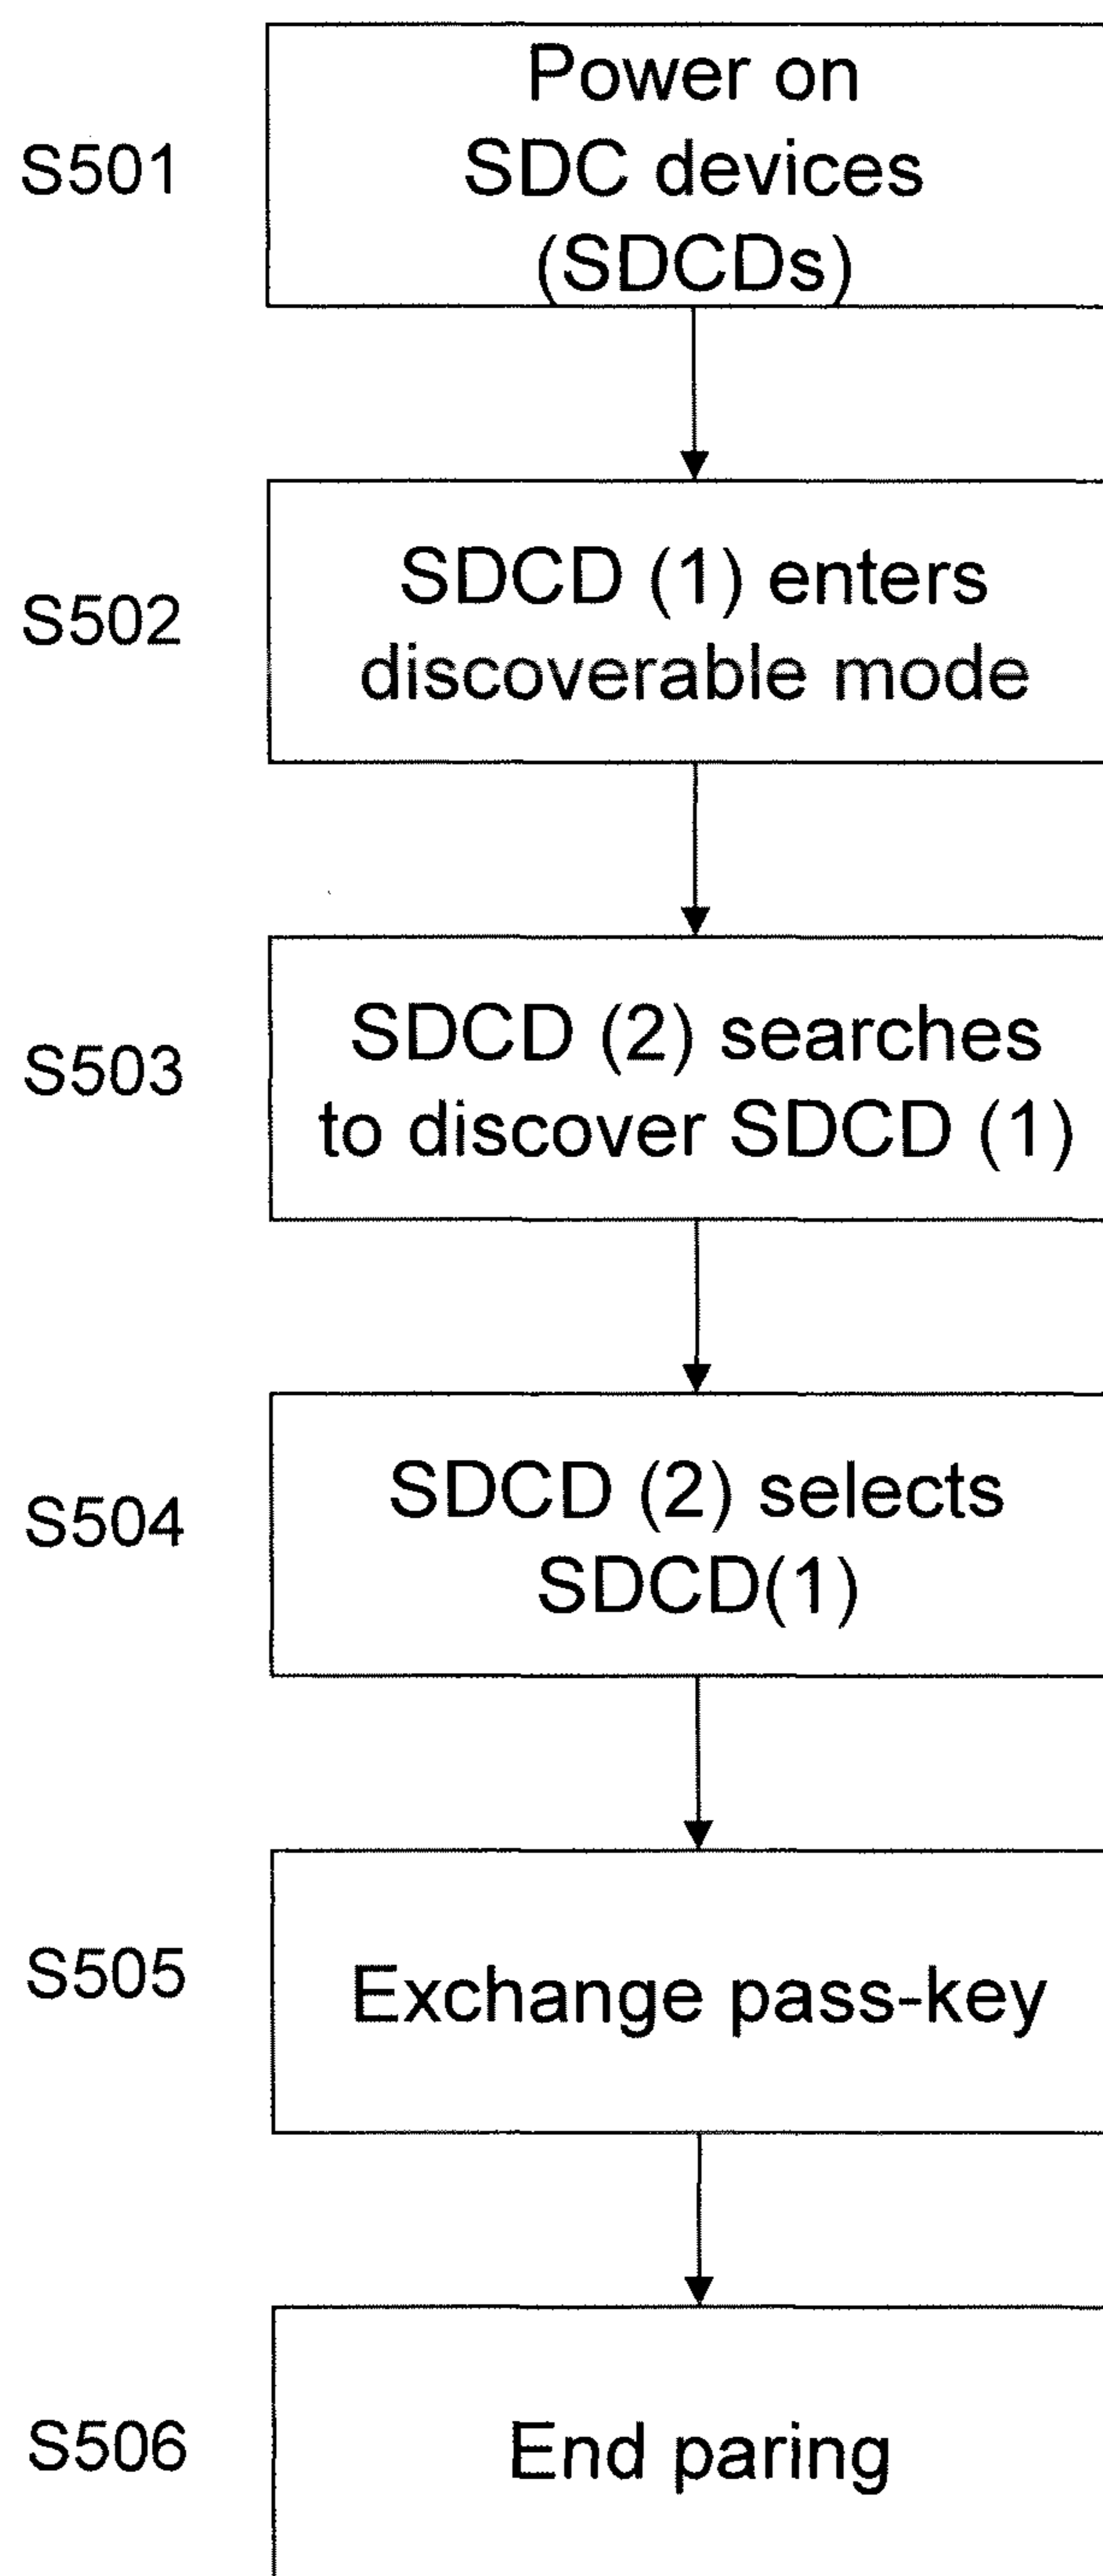 S501
Power on
SDC devices
(SDCDs)
S502
SDCD (1) enters
discoverable mode
S503
SDCD (2) searches
to discover SDCD (1)
S504
SDCD (2) selects
SDCD(1)
S505
Exchange pass-key
S506
End paring